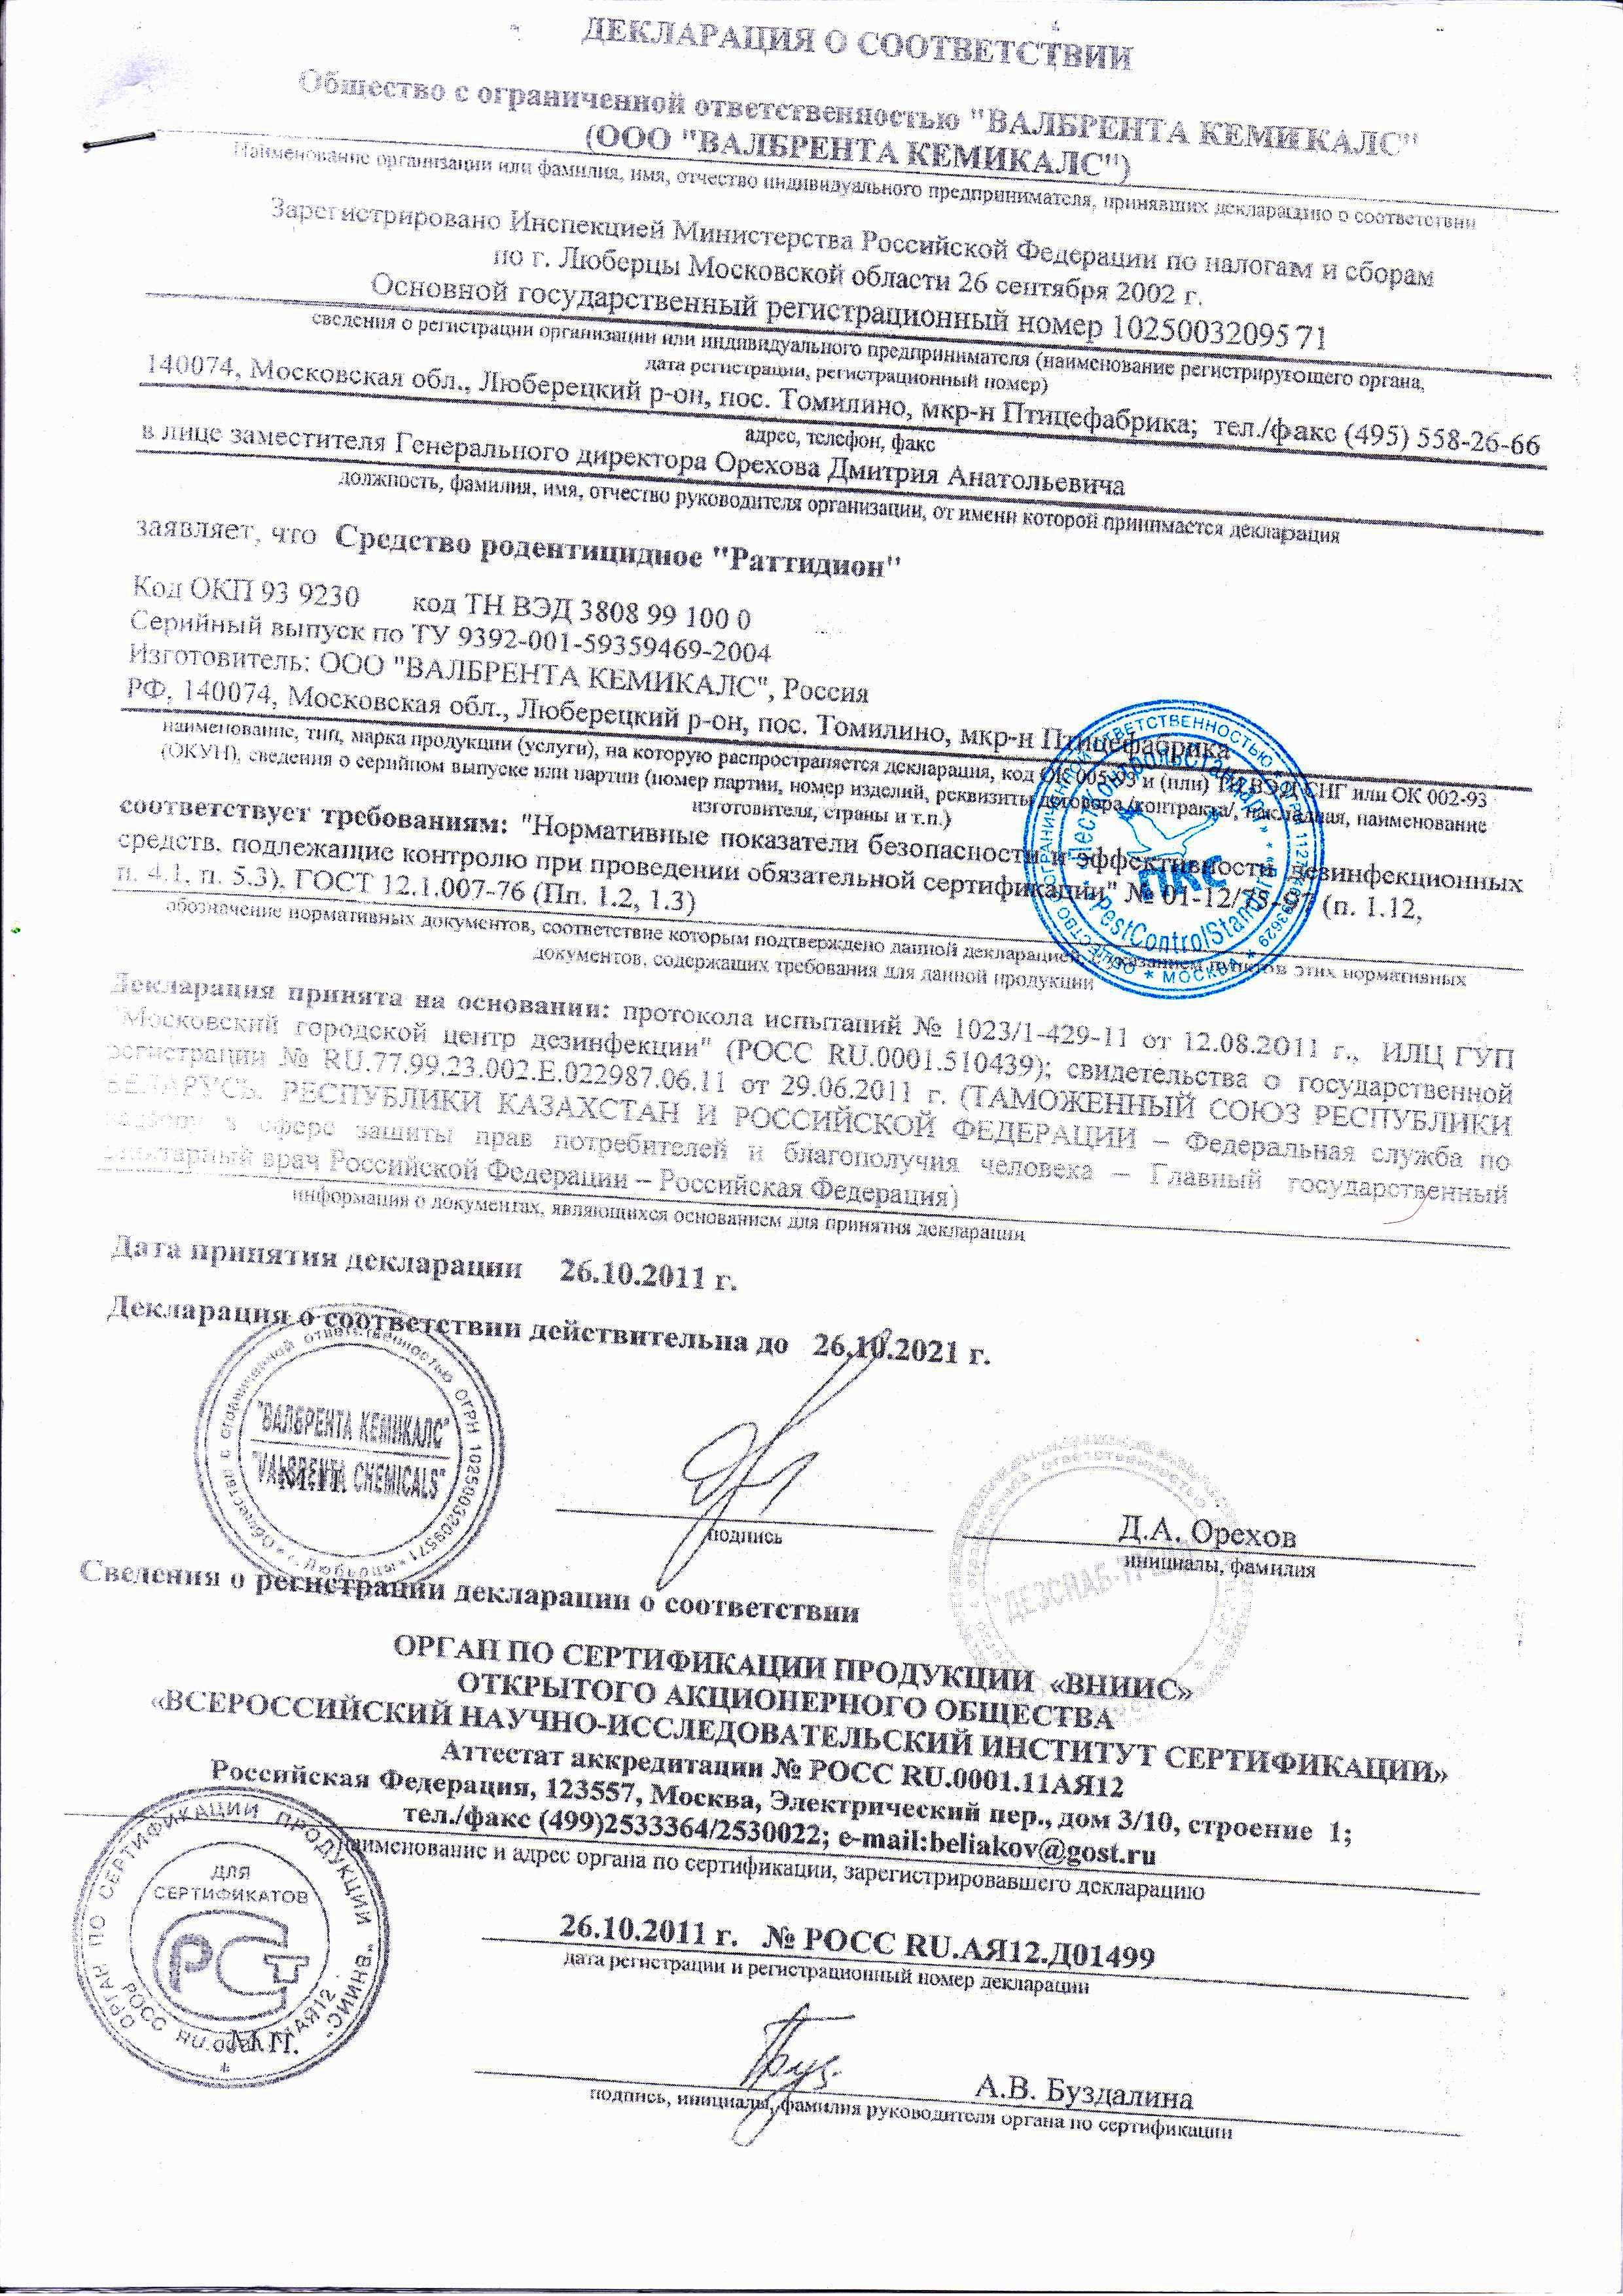 ДЕКЛАРАЦИЯ О СООТВЕТСТВИИ
Общество с ограниченной ответственностью "ВАЛБРЕНТА КЕМИКАЛС"
(ООО "ВАЛБРЕНТА КЕМИКАЛС")
Наименование организации или фамилия, имя, отчество индивидуального предпринимателя, принявших декларацию о соответствии
Зарегистрировано Инспекцией Министерства Российской Федерации по налогам и сборам
по г. Люберцы Московской области 26 сентября 2002 г.
Основной государственный регистрационный номер 1025003209571
сведения о регистрации организации или индивидуального предпринимателя (наименование регистрирующего органа,
дата регистрации, регистрационный номер)
140074, Московская обл., Люберецкий р-он, пос. Томилино, мкр-н Птицефабрика; тел./факс (495) 558-26-66
адрес, телефон, факс
в лице заместителя Генерального директора Орехова Дмитрия Анатольевича
должность, фамилия, имя, отчество руководителя организации, от имени которой принимается декларация
заявляет, что Средство родентицидное "Раттидион"
Код ОКП 93 9230 код ТН ВЭД 3808 99 100 0
Серийный выпуск по ТУ 9392-001-59359469-2004
Изготовитель: ООО "ВАЛБРЕНТА КЕМИКАЛС", Россия
РФ, 140074, Московская обл., Люберецкий р-он, пос. Томилино, мкр-н Птицефабрика
наименование, тип, марка продукции (услуги), на которую распространяется декларация, код ОК 005-93 и (или) ТН ВЭД СНГ или ОК 002-93
(ОКУН), сведения о серийном выпуске или партии (номер партии, номер изделий, реквизиты договора /контракта/, накладная, наименование
изготовителя, страны и т.п.)
соответствует требованиям: "Нормативные показатели безопасности и эффективности дезинфекционных
средств, подлежащие контролю при проведении обязательной сертификации" № 01-12/75-97 (п. 1.12,
п. 4.1, п. 5.3), ГОСТ 12.1.007-76 (Пп. 1.2, 1.3)
обозначение нормативных документов, соответствие которым подтверждено данной декларацией, с указанием пунктов этих нормативных
документов, содержащих требования для данной продукции
ПестКонтрольСтандарт
ПКС
PestControlStandart
МОСКВА
Декларация принята на основании: протокола испытаний № 1023/1-429-11 от 12.08.2011 г., ИЛЦ ГУП
"Московский городской центр дезинфекции" (РОСС RU.0001.510439); свидетельства о государственной
регистрации № RU.77.99.23.002.Е.022987.06.11 от 29.06.2011 г. (ТАМОЖЕННЫЙ СОЮЗ РЕСПУБЛИКИ
БЕЛАРУСЬ, РЕСПУБЛИКИ КАЗАХСТАН И РОССИЙСКОЙ ФЕДЕРАЦИИ – Федеральная служба по
надзору в сфере защиты прав потребителей и благополучия человека – Главный государственный
санитарный врач Российской Федерации – Российская Федерация)
информация о документах, являющихся основанием для принятия декларации
Дата принятия декларации 26.10.2011 г.
Декларация о соответствии действительна до 26.10.2021 г.
Общество с ограниченной ответственностью ОГРН 1025003209571 * г. Люберцы *
"ВАЛБРЕНТА КЕМИКАЛС"
"VALBRENTA CHEMICALS"
М.П.
подпись
Д.А. Орехов
инициалы, фамилия
Сведения о регистрации декларации о соответствии
ОРГАН ПО СЕРТИФИКАЦИИ ПРОДУКЦИИ «ВНИИС»
ОТКРЫТОГО АКЦИОНЕРНОГО ОБЩЕСТВА
«ВСЕРОССИЙСКИЙ НАУЧНО-ИССЛЕДОВАТЕЛЬСКИЙ ИНСТИТУТ СЕРТИФИКАЦИИ»
Аттестат аккредитации № РОСС RU.0001.11АЯ12
Российская Федерация, 123557, Москва, Электрический пер., дом 3/10, строение 1;
тел./факс (499)2533364/2530022; e-mail:beliakov@gost.ru
наименование и адрес органа по сертификации, зарегистрировавшего декларацию
ОРГАН ПО СЕРТИФИКАЦИИ ПРОДУКЦИИ "ВНИИС"
ДЛЯ
СЕРТИФИКАТОВ
26.10.2011 г. № РОСС RU.АЯ12.Д01499
дата регистрации и регистрационный номер декларации
М.П.
А.В. Буздалина
подпись, инициалы, фамилия руководителя органа по сертификации